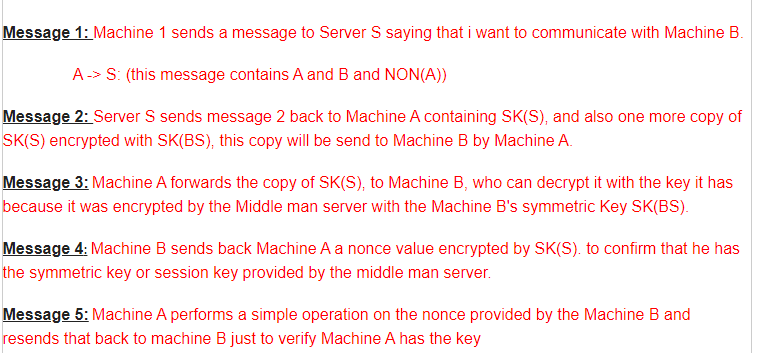 Message 1: Machine 1 sends a message to Server S saying that i want to communicate with Machine B.
A -> S: (this message contains A and B and NON(A))
Message 2: Server S sends message 2 back to Machine A containing SK(S), and also one more copy of
SK(S) encrypted with SK(BS), this copy will be send to Machine B by Machine A.
Message 3: Machine A forwards the copy of SK(S), to Machine B, who can decrypt it with the key it has
because it was encrypted by the Middle man server with the Machine B's symmetric Key SK(BS).
Message 4: Machine B sends back Machine A a nonce value encrypted by SK(S). to confirm that he has
the symmetric key or session key provided by the middle man server.
Message 5: Machine A performs a simple operation on the nonce provided by the Machine B and
resends that back to machine B just to verify Machine A has the key